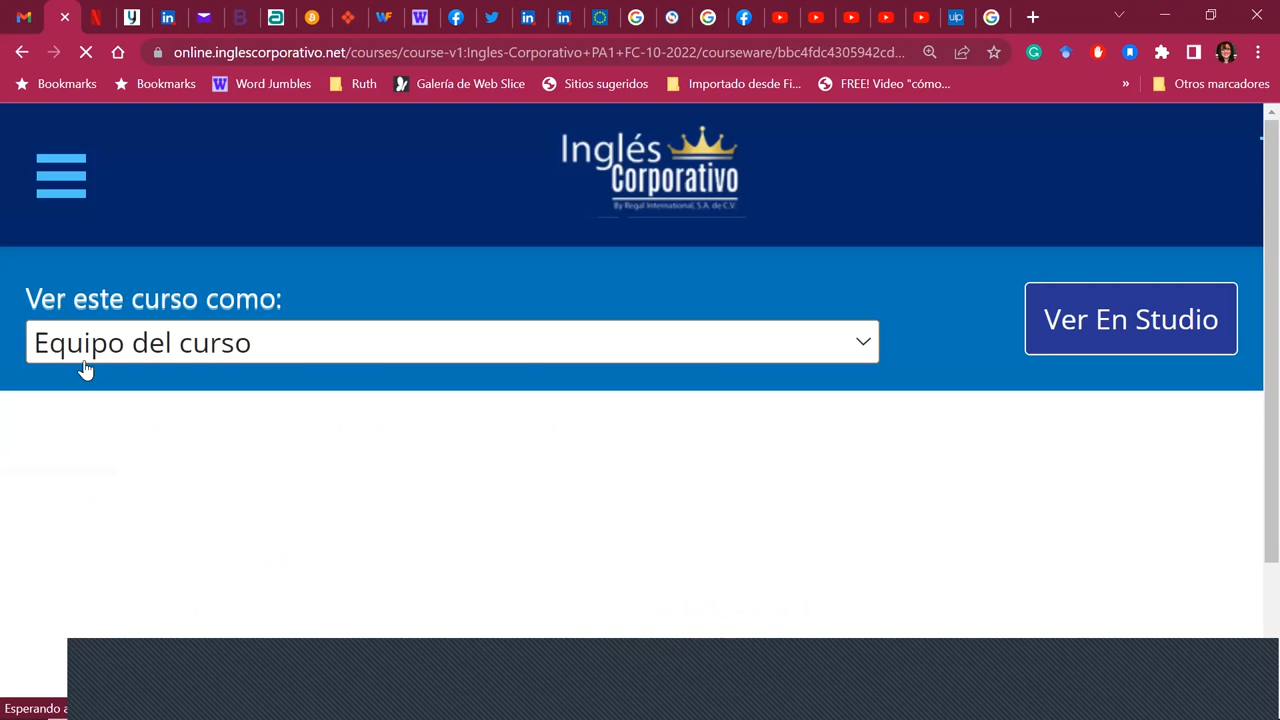 online.inglescorporativo.net/courses/course-v1:Ingles-Corporativo+PA1+FC-10-2022/courseware/bbc4fdc4305942cd...
Bookmarks
Bookmarks
Word Jumbles
Ruth
Galería de Web Slice
Sitios sugeridos
Importado desde Fi...
FREE! Video "cómo...
»
Otros marcadores
Inglés
Corporativo
By Regal International, S.A. de C.V.
Ver este curso como:
Equipo del curso
Ver En Studio
Esperando a